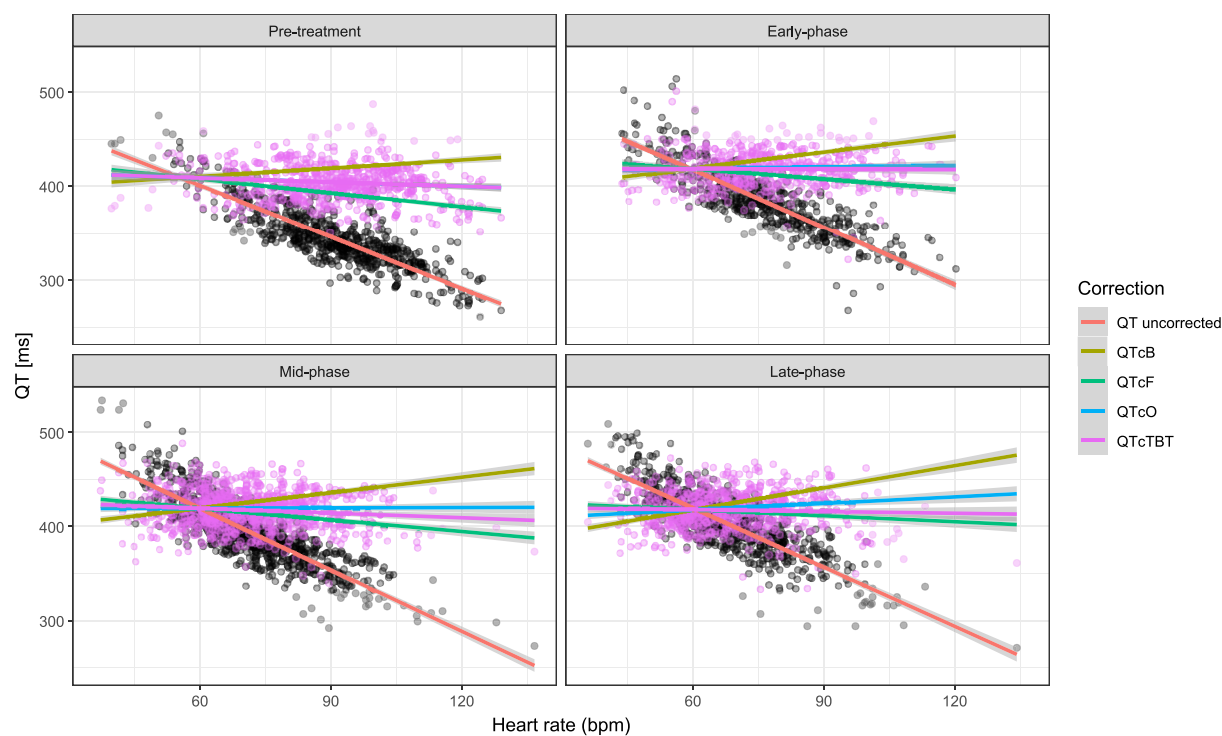 Pre-treatment
Early-phase
500
400
300
Mid-phase
Late-phase
500
400
300
60
90
120
60
90
120
QT [ms]
Heart rate (bpm)
Correction
QT uncorrected
QTcB
QTcF
QTcO
QTcTBT